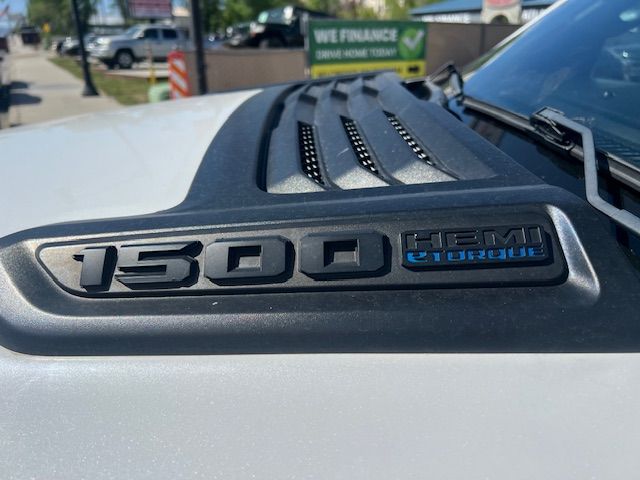 WE FINANCE
DRIVE HOME TODAY
1500
HEMI
eTORQUE